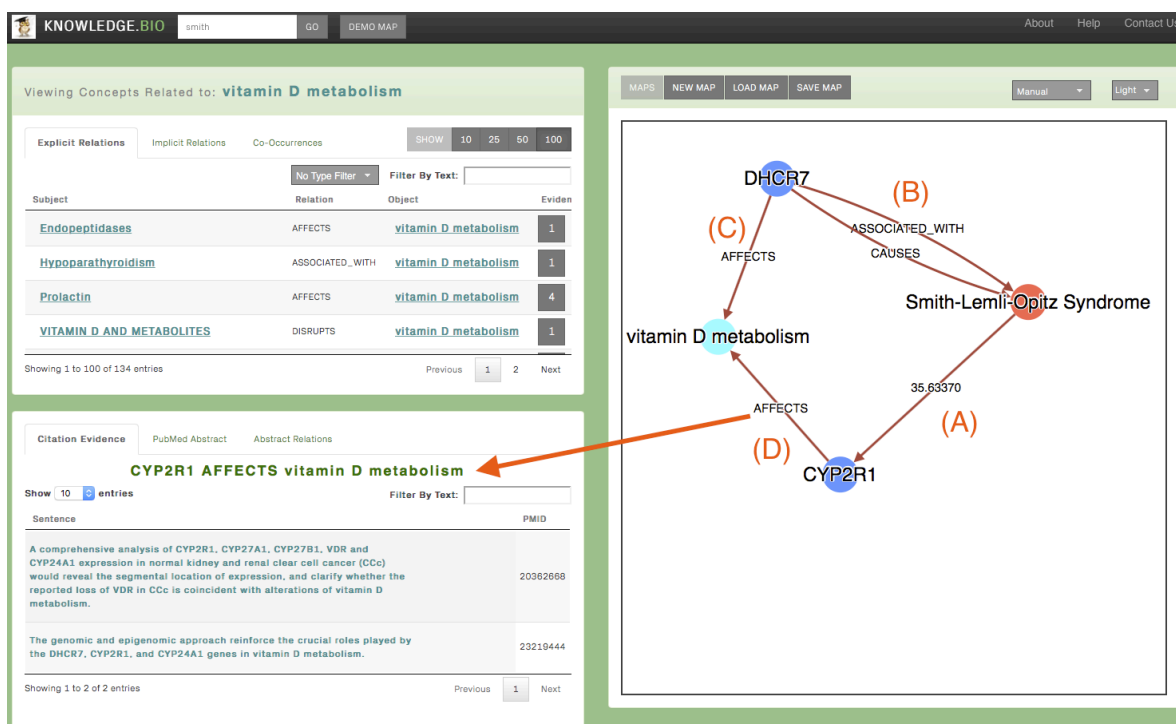 KNOWLEDGE.BIO smith GO DEMO MAP About Help Contact Us
Viewing Concepts Related to: vitamin D metabolism
Explicit Relations Implicit Relations Co-Occurrences SHOW 10 25 50 100
No Type Filter Filter By Text:
Subject Relation Object Eviden
Endopeptidases AFFECTS vitamin D metabolism 1
Hypoparathyroidism ASSOCIATED_WITH vitamin D metabolism 1
Prolactin AFFECTS vitamin D metabolism 4
VITAMIN D AND METABOLITES DISRUPTS vitamin D metabolism 1
Showing 1 to 100 of 134 entries Previous 1 2 Next
Citation Evidence PubMed Abstract Abstract Relations
CYP2R1 AFFECTS vitamin D metabolism
Show 10 entries Filter By Text:
Sentence PMID
A comprehensive analysis of CYP2R1, CYP27A1, CYP27B1, VDR and
CYP24A1 expression in normal kidney and renal clear cell cancer (CCc)
would reveal the segmental location of expression, and clarify whether the
reported loss of VDR in CCc is coincident with alterations of vitamin D
metabolism.
20362668
The genomic and epigenomic approach reinforce the crucial roles played by
the DHCR7, CYP2R1, and CYP24A1 genes in vitamin D metabolism.
23219444
Showing 1 to 2 of 2 entries Previous 1 Next
MAPS NEW MAP LOAD MAP SAVE MAP Manual Light
DHCR7
(B)
(C)
ASSOCIATED_WITH
CAUSES
AFFECTS
Smith-Lemli-Opitz Syndrome
vitamin D metabolism
35.63370
AFFECTS
(A)
(D)
CYP2R1